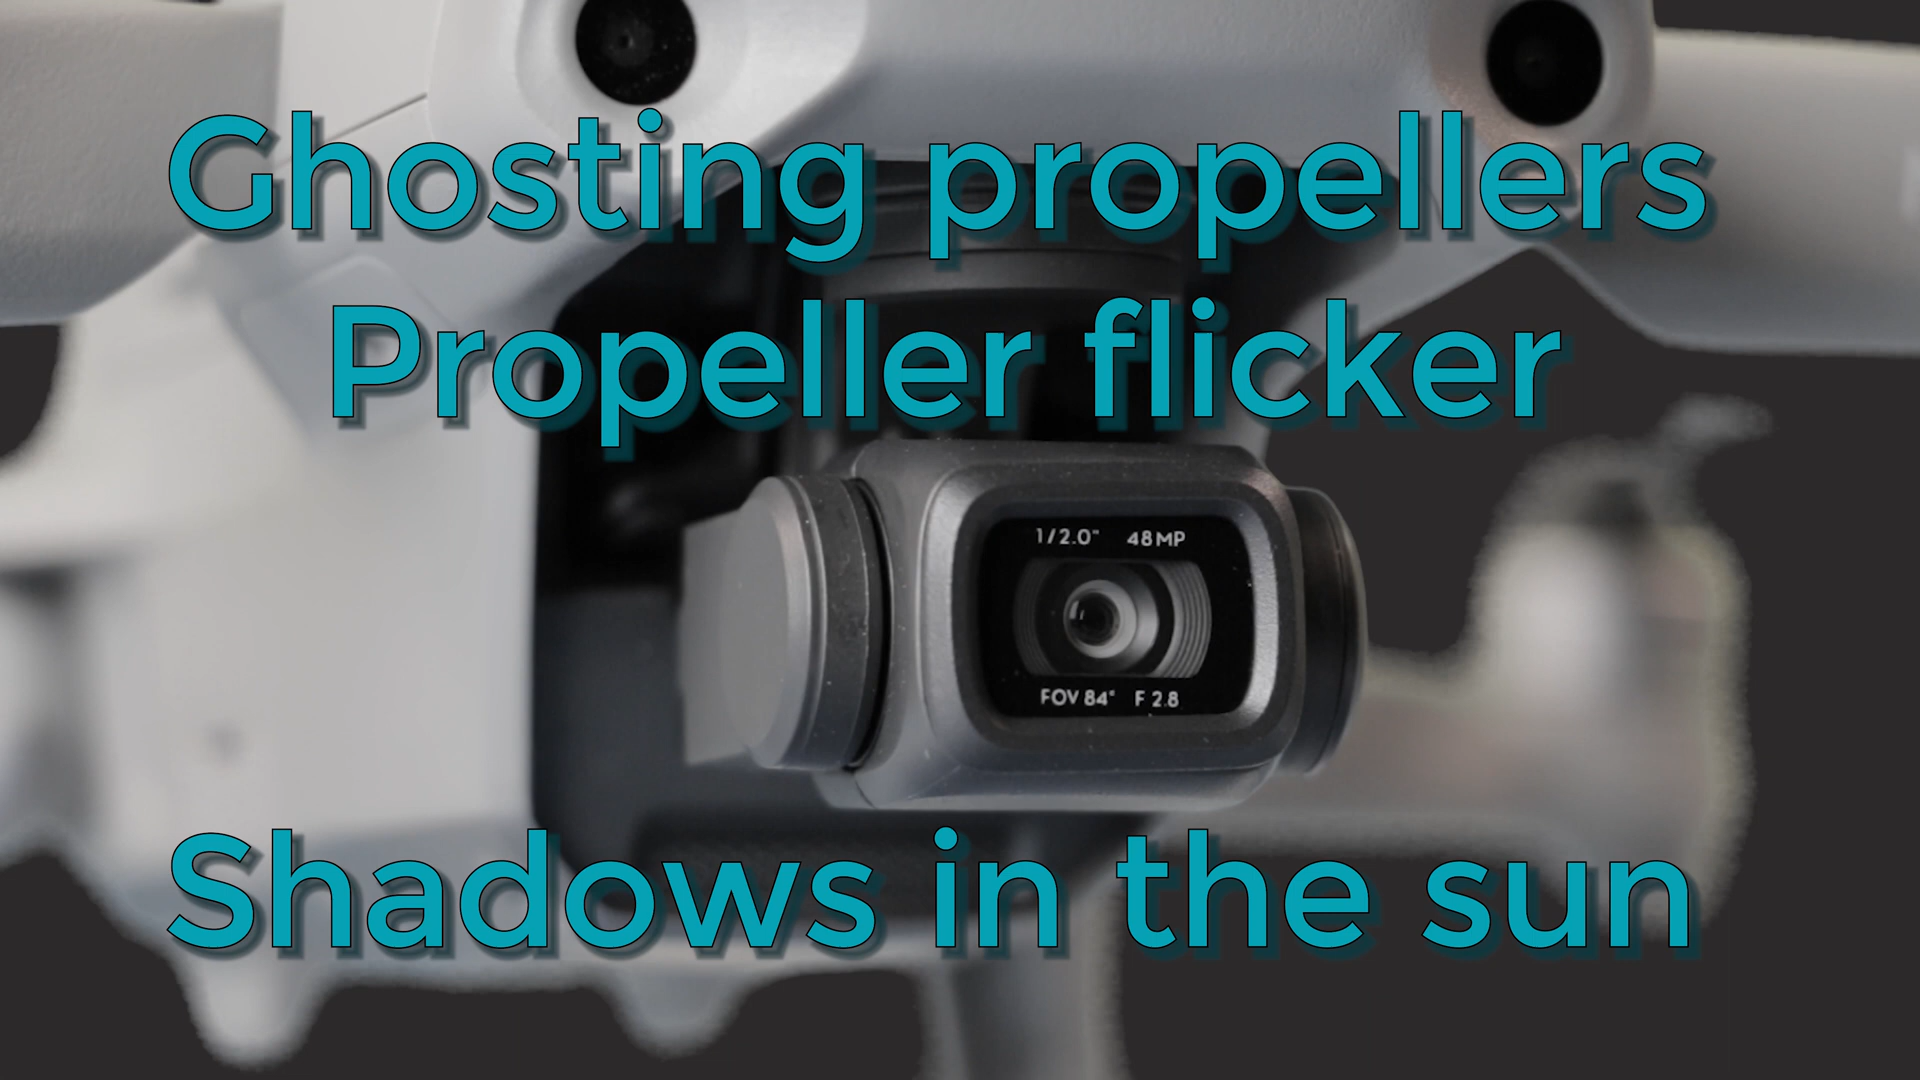 Ghosting propellers
Propeller flicker
1/2.0" 48MP
FOV 84° F 2.8
Shadows in the sun